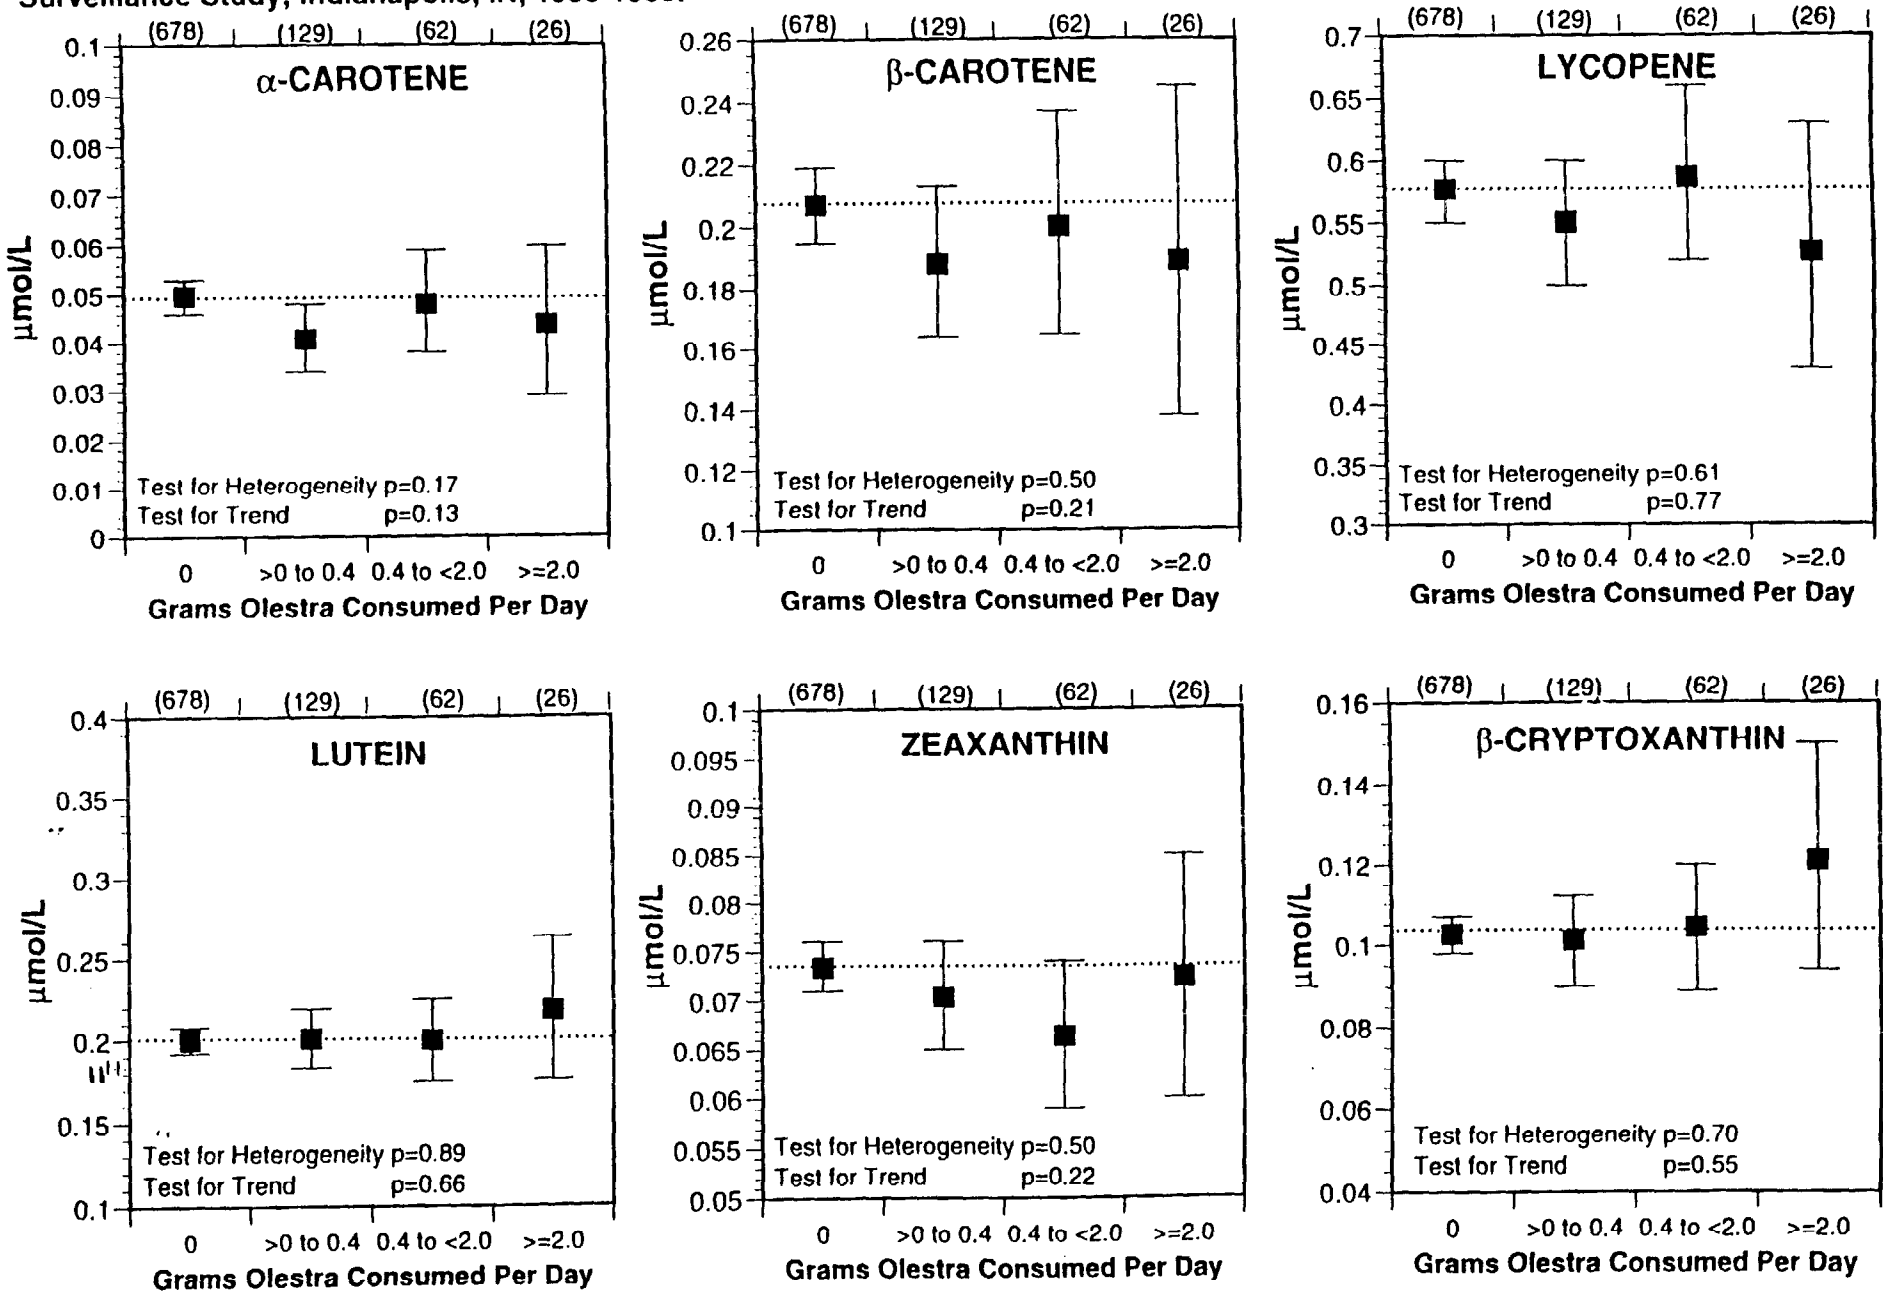 Surveillance Study, Indianapolis, IN,
(678) (129) (62) (26)
α-CAROTENE
0.1
0.09
0.08
0.07
0.06
0.05
0.04
0.03
0.02
0.01
0
µmol/L
Test for Heterogeneity p=0.17
Test for Trend p=0.13
0 >0 to 0.4 0.4 to <2.0 >=2.0
Grams Olestra Consumed Per Day
(678) (129) (62) (26)
β-CAROTENE
0.26
0.24
0.22
0.2
0.18
0.16
0.14
0.12
0.1
µmol/L
Test for Heterogeneity p=0.50
Test for Trend p=0.21
0 >0 to 0.4 0.4 to <2.0 >=2.0
Grams Olestra Consumed Per Day
(678) (129) (62) (26)
LYCOPENE
0.7
0.65
0.6
0.55
0.5
0.45
0.4
0.35
0.3
µmol/L
Test for Heterogeneity p=0.61
Test for Trend p=0.77
0 >0 to 0.4 0.4 to <2.0 >=2.0
Grams Olestra Consumed Per Day
(678) (129) (62) (26)
LUTEIN
0.4
0.35
0.3
0.25
0.2
0.15
0.1
µmol/L
Test for Heterogeneity p=0.89
Test for Trend p=0.66
0 >0 to 0.4 0.4 to <2.0 >=2.0
Grams Olestra Consumed Per Day
(678) (129) (62) (26)
ZEAXANTHIN
0.1
0.095
0.09
0.085
0.08
0.075
0.07
0.065
0.06
0.055
0.05
µmol/L
Test for Heterogeneity p=0.50
Test for Trend p=0.22
0 >0 to 0.4 0.4 to <2.0 >=2.0
Grams Olestra Consumed Per Day
(678) (129) (62) (26)
β-CRYPTOXANTHIN
0.16
0.14
0.12
0.1
0.08
0.06
0.04
µmol/L
Test for Heterogeneity p=0.70
Test for Trend p=0.55
0 >0 to 0.4 0.4 to <2.0 >=2.0
Grams Olestra Consumed Per Day